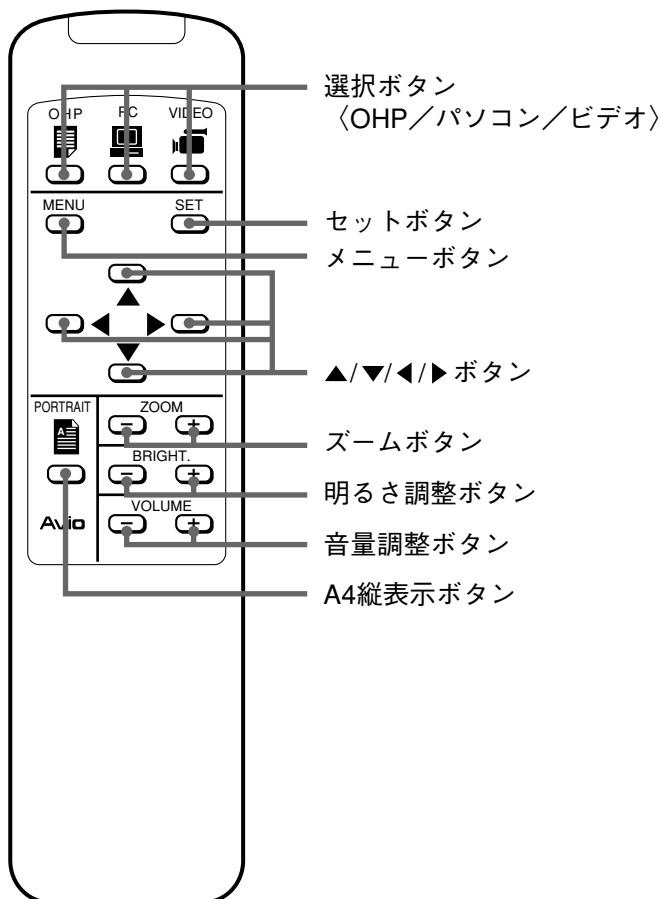 選択ボタン
〈OHP／パソコン／ビデオ〉
OHP PC VIDEO
MENU SET
セットボタン
メニューボタン
▲/▼/◀/▶ ボタン
PORTRAIT ZOOM
− +
ズームボタン
BRIGHT.
− +
明るさ調整ボタン
VOLUME
− +
音量調整ボタン
Avio
A4縦表示ボタン